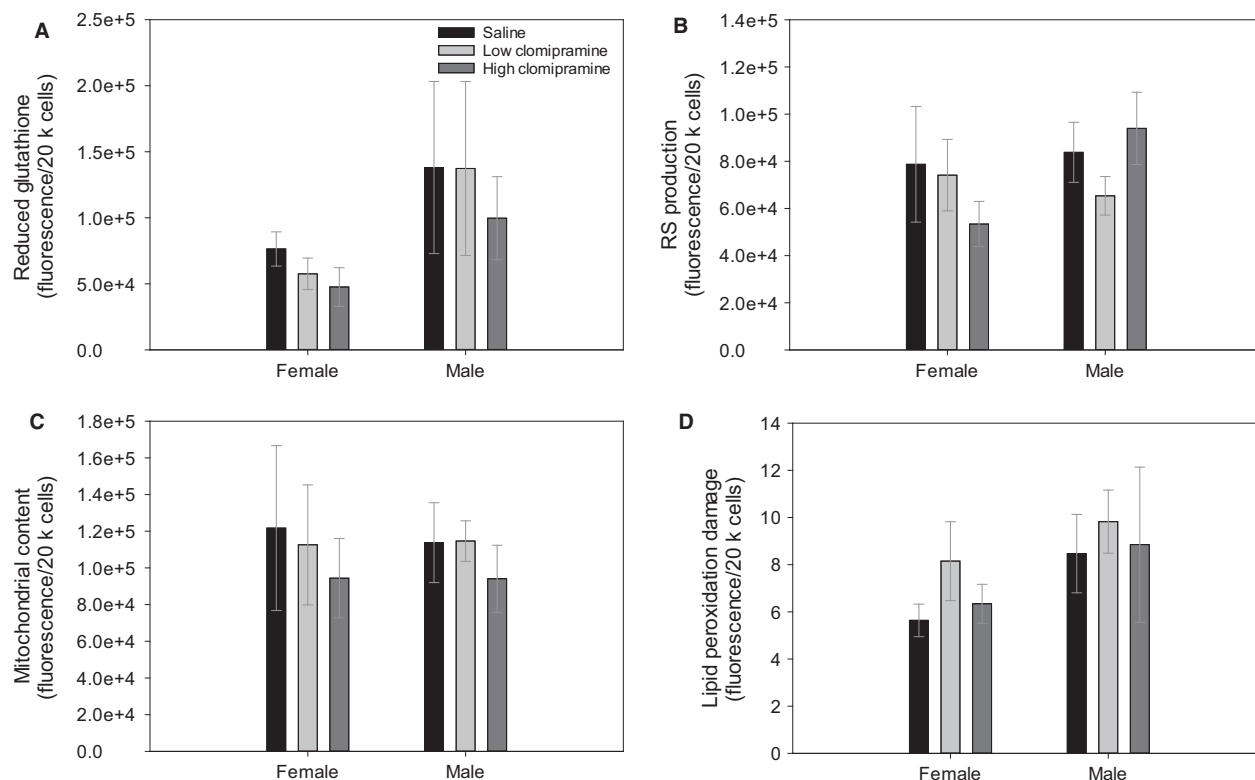 A
Reduced glutathione
(fluorescence/20 k cells)
2.5e+5
2.0e+5
1.5e+5
1.0e+5
5.0e+4
0.0
Saline
Low clomipramine
High clomipramine
Female
Male
B
RS production
(fluorescence/20 k cells)
1.4e+5
1.2e+5
1.0e+5
8.0e+4
6.0e+4
4.0e+4
2.0e+4
0.0
Female
Male
C
Mitochondrial content
(fluorescence/20 k cells)
1.8e+5
1.6e+5
1.4e+5
1.2e+5
1.0e+5
8.0e+4
6.0e+4
4.0e+4
2.0e+4
0.0
Female
Male
D
Lipid peroxidation damage
(fluorescence/20 k cells)
14
12
10
8
6
4
2
0
Female
Male